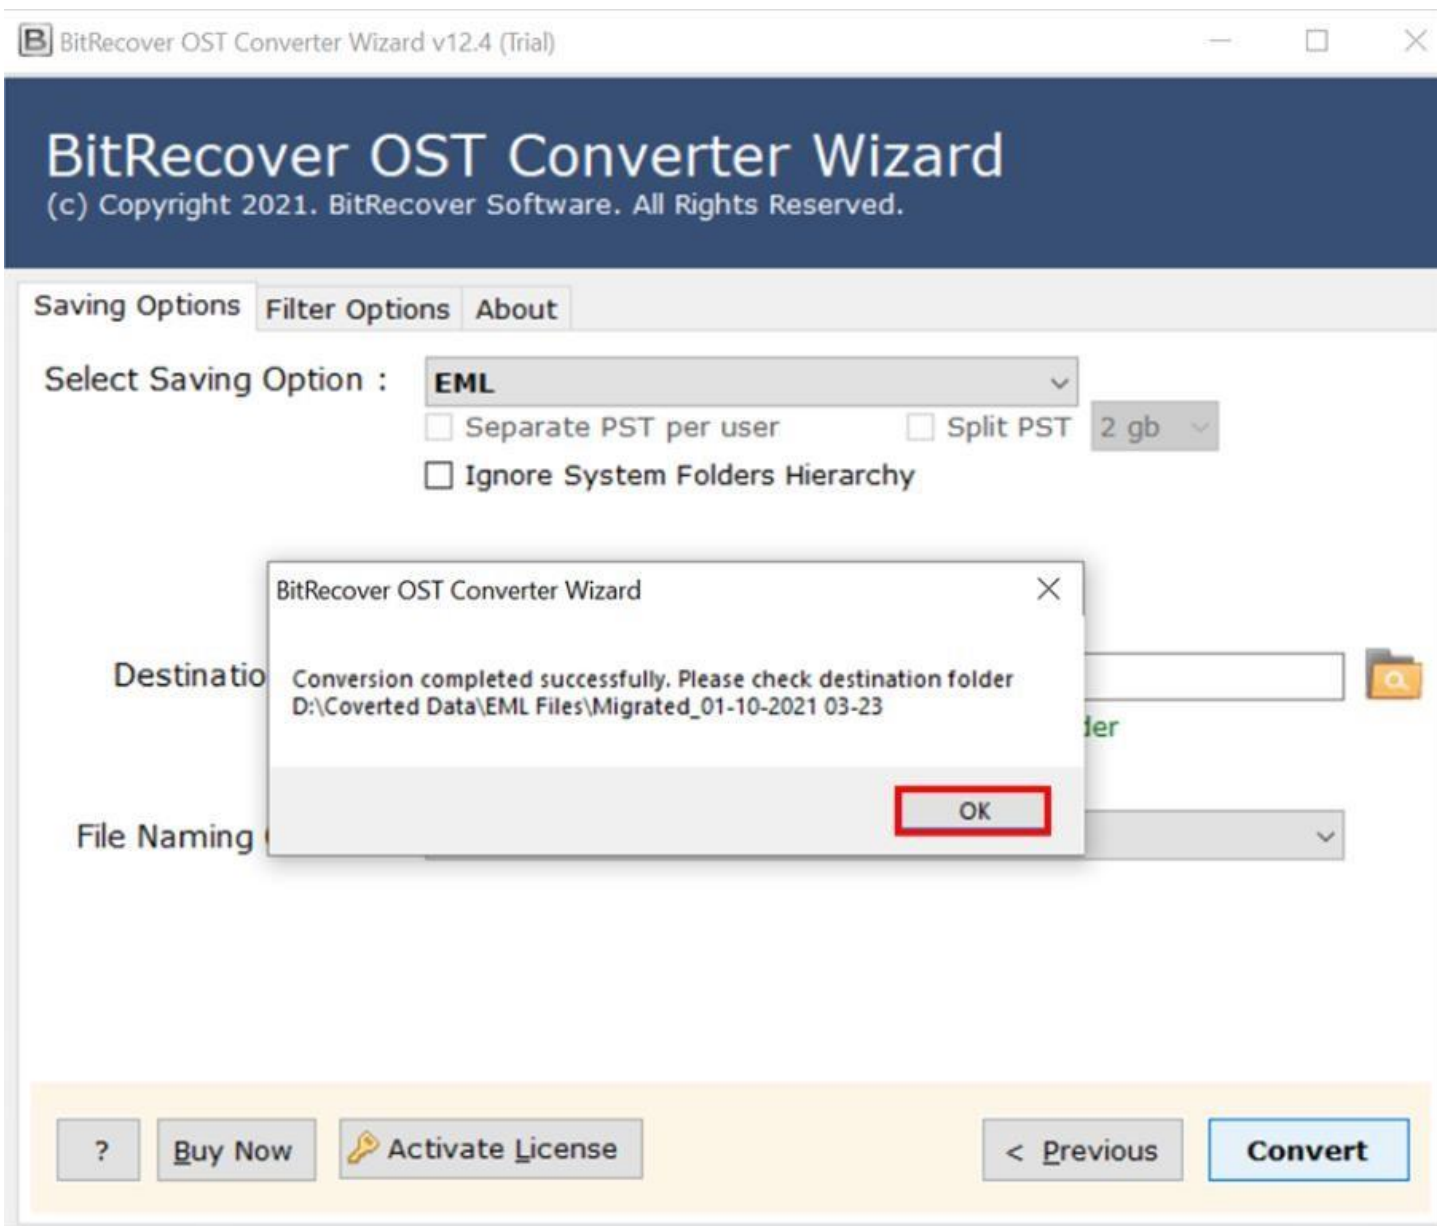 B BitRecover OST Converter Wizard v12.4 (Trial)
BitRecover OST Converter Wizard
(c) Copyright 2021. BitRecover Software. All Rights Reserved.
Saving Options Filter Options About
Select Saving Option : EML
Separate PST per user Split PST 2 gb
Ignore System Folders Hierarchy
BitRecover OST Converter Wizard
Conversion completed successfully. Please check destination folder
D:\Coverted Data\EML Files\Migrated_01-10-2021 03-23
OK
File Naming
? Buy Now Activate License < Previous Convert